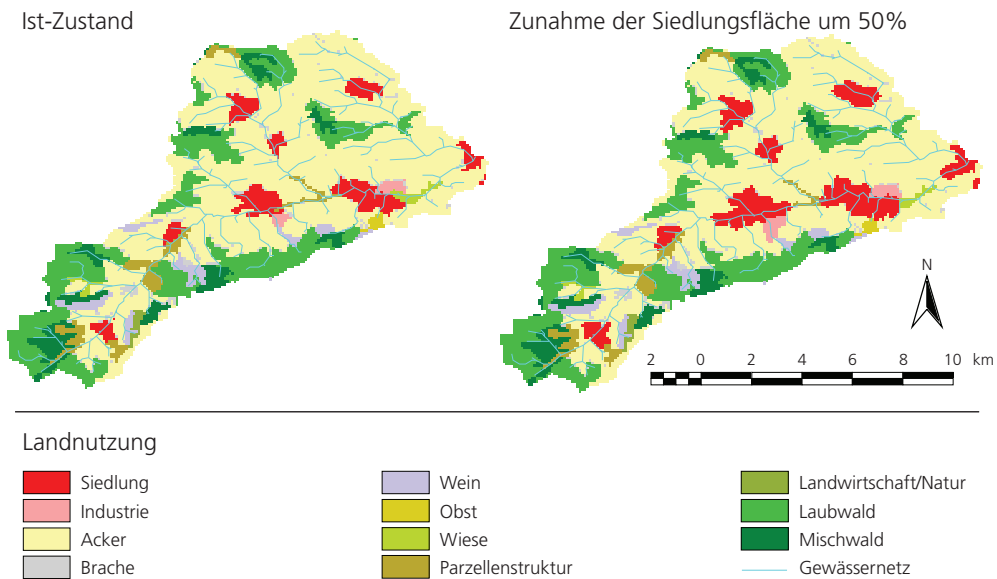 Ist-Zustand
Zunahme der Siedlungsfläche um 50%
N
2 0 2 4 6 8 10 km
Landnutzung
Siedlung
Industrie
Acker
Brache
Wein
Obst
Wiese
Parzellenstruktur
Landwirtschaft/Natur
Laubwald
Mischwald
Gewässernetz